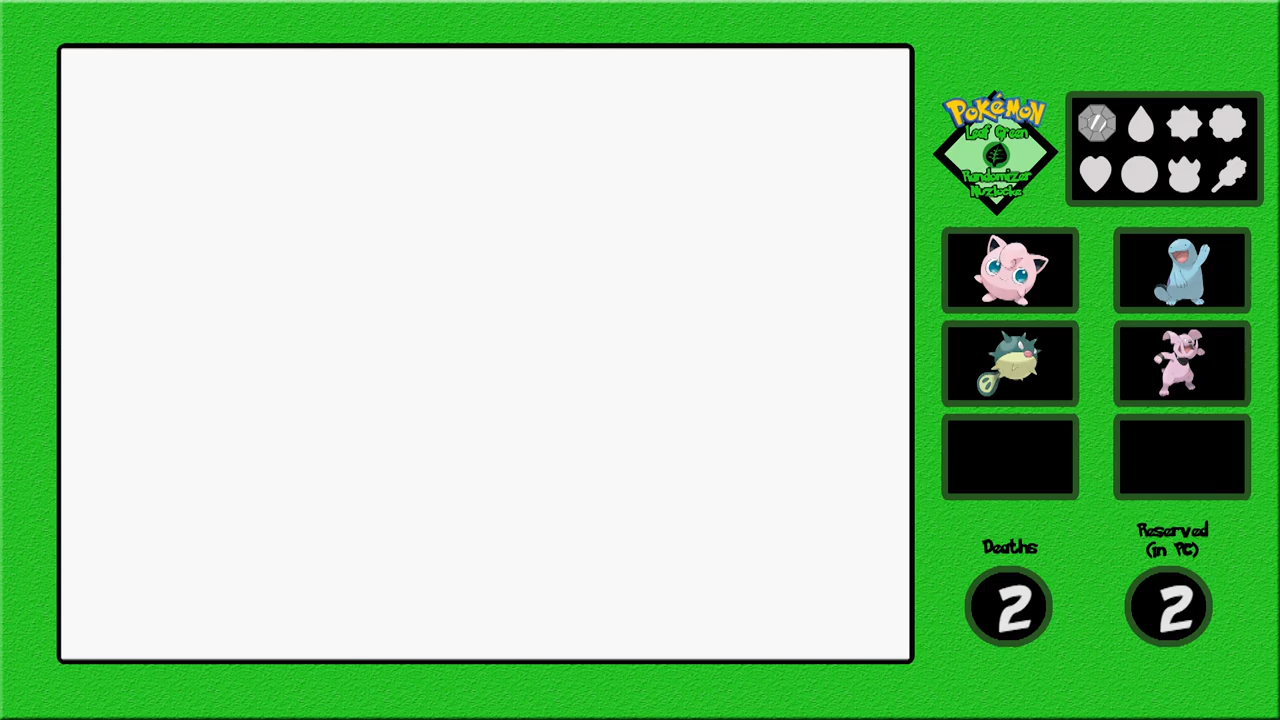 Pokémon
Leaf Green
Randomizer
Nuzlocke
Deaths
Reserved
(in PC)
2
2